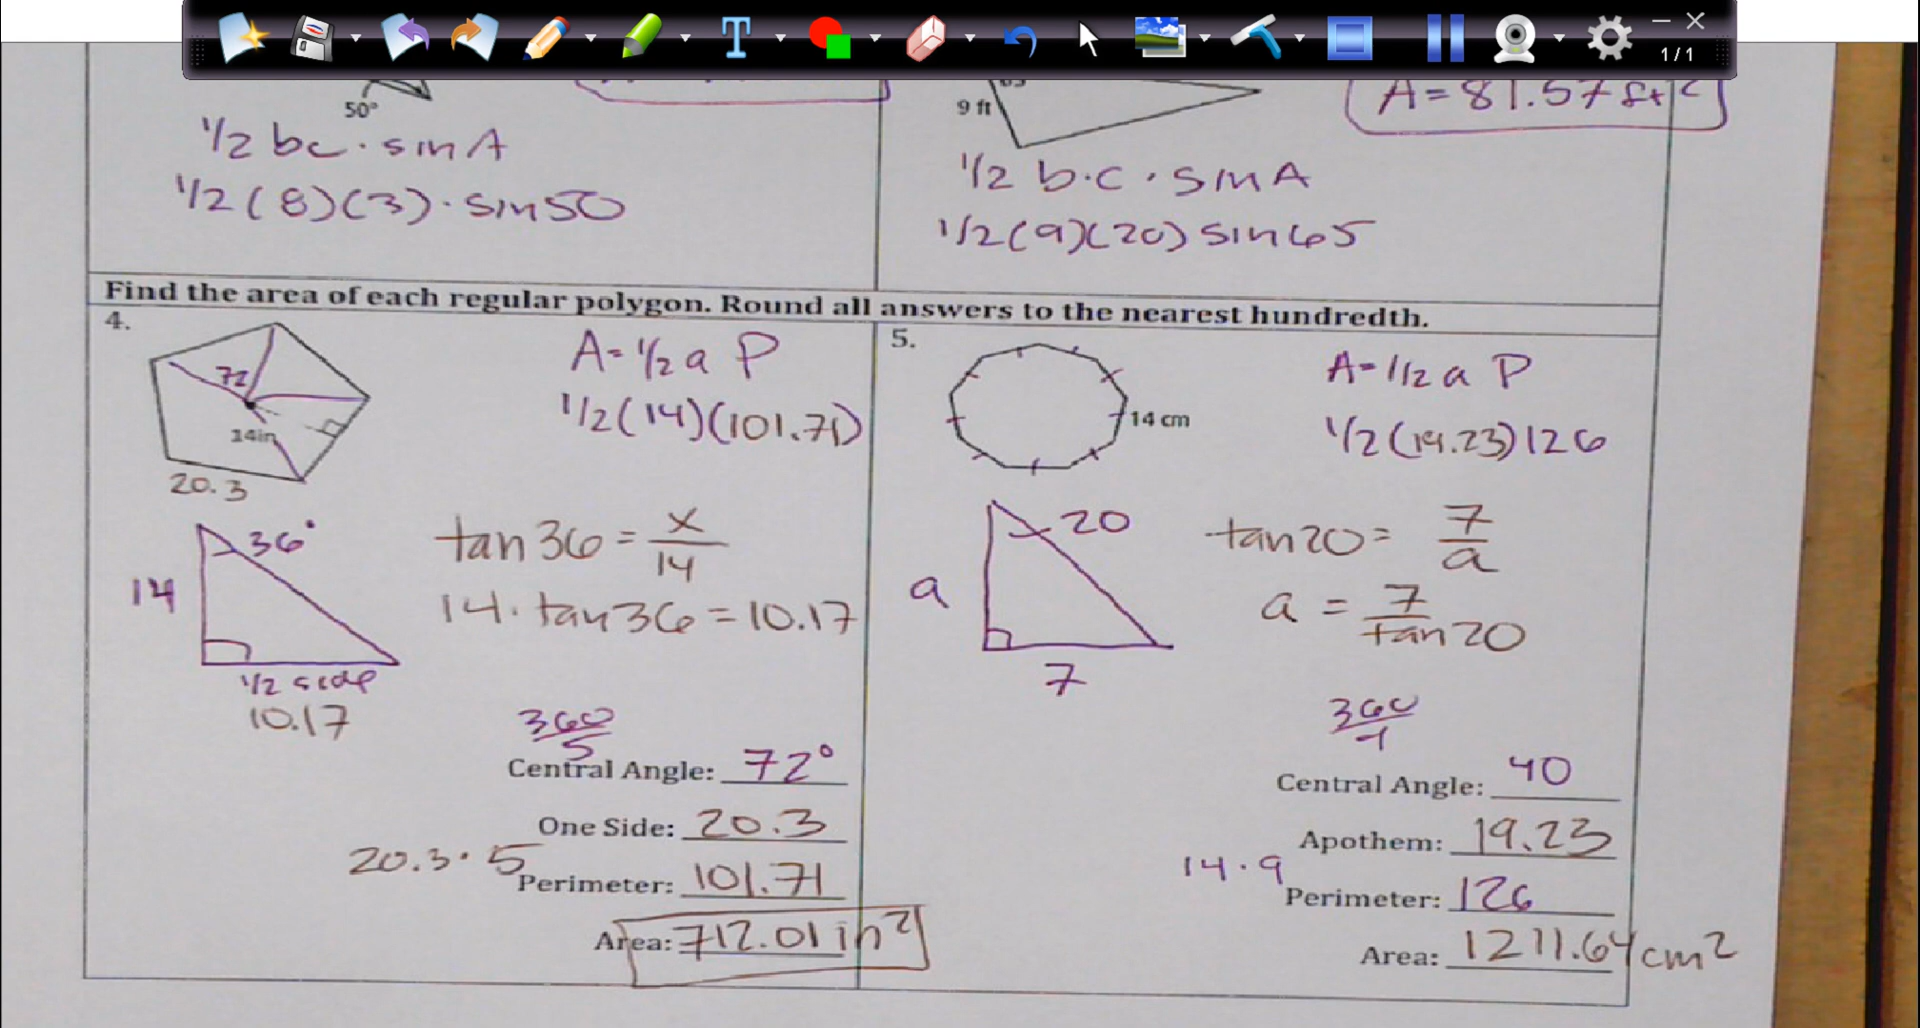 1/1
50°
1/2 bc · sin A
1/2 (8)(3) · sin50
9 ft
A = 81.57 ft²
1/2 b·c · sin A
1/2 (9)(20) sin65
Find the area of each regular polygon. Round all answers to the nearest hundredth.
4.
72
14in
20.3
A = 1/2 a P
1/2 (14)(101.71)
36°
14
1/2 side
10.17
tan 36 = x/14
14 · tan36 = 10.17
360/5
Central Angle: 72°
One Side: 20.3
20.3 · 5
Perimeter: 101.71
Area: 712.01 in²
5.
14 cm
A = 1/2 a P
1/2 (19.23) 126
20
a
7
tan 20 = 7/a
a = 7/tan 20
360/9
Central Angle: 40
Apothem: 19.23
14 · 9
Perimeter: 126
Area: 1211.64 cm²